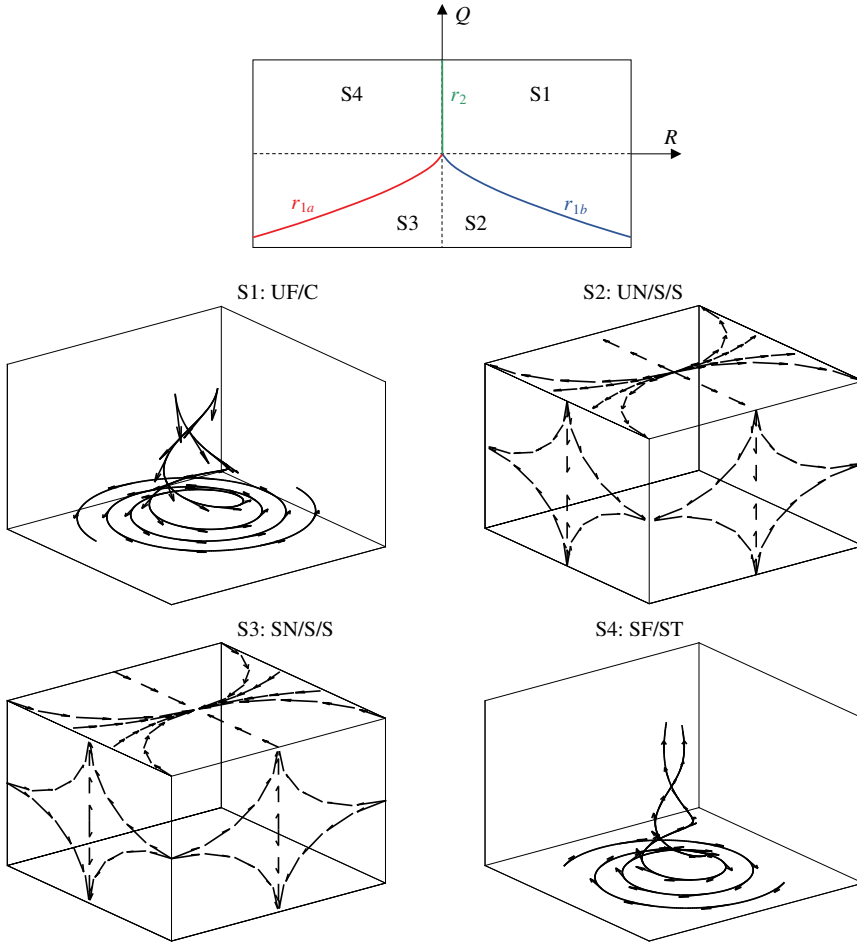 Q
S4 r2 S1
R
r1a S3 S2 r1b
S1: UF/C S2: UN/S/S
S3: SN/S/S S4: SF/ST